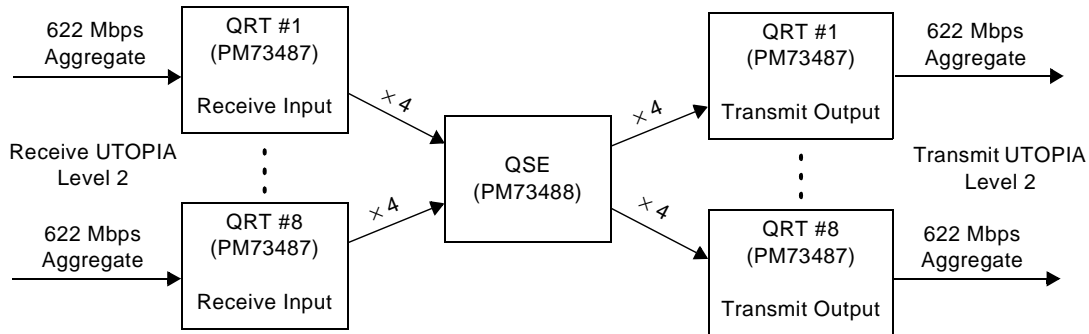 622 Mbps
Aggregate
QRT #1
(PM73487)
Receive Input
× 4
QRT #1
(PM73487)
Transmit Output
622 Mbps
Aggregate
× 4
Receive UTOPIA
Level 2
QSE
(PM73488)
Transmit UTOPIA
Level 2
622 Mbps
Aggregate
QRT #8
(PM73487)
Receive Input
× 4
× 4
QRT #8
(PM73487)
Transmit Output
622 Mbps
Aggregate